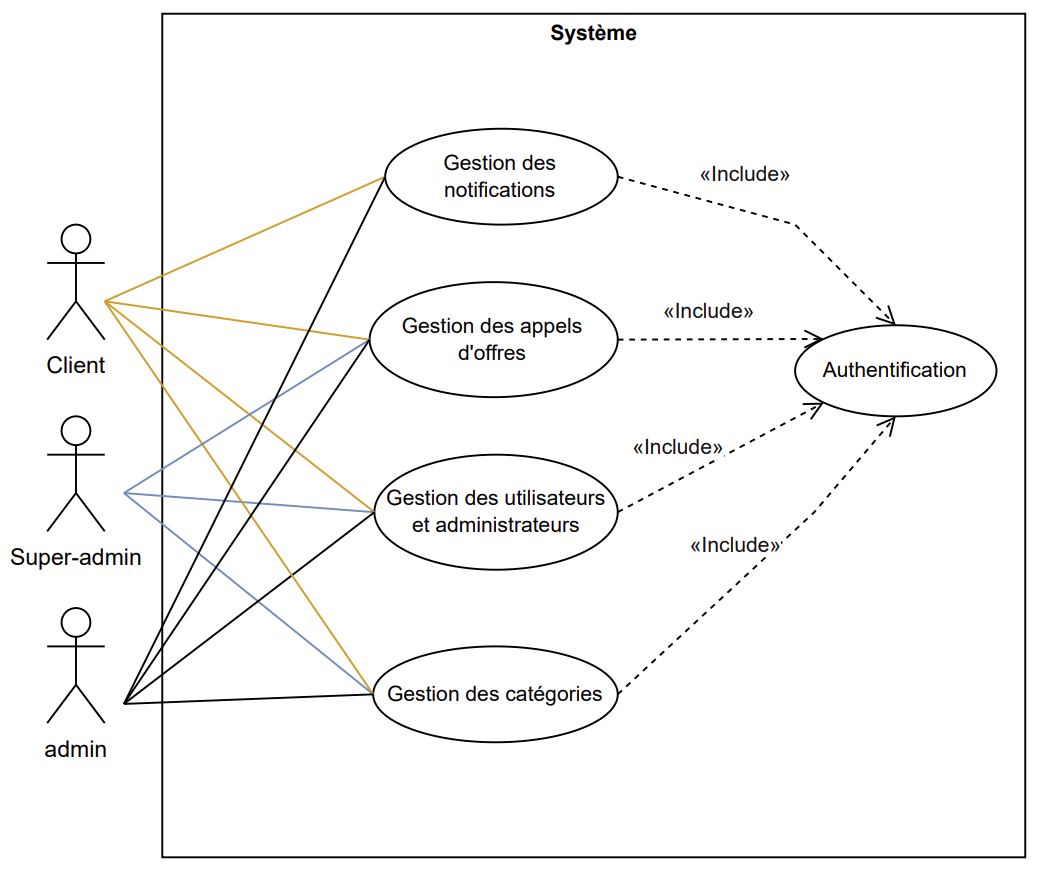 Système
Gestion des
notifications
«Include»
Client
Gestion des appels
d'offres
«Include»
Authentification
Super-admin
Gestion des utilisateurs
et administrateurs
«Include»
«Include»
admin
Gestion des catégories